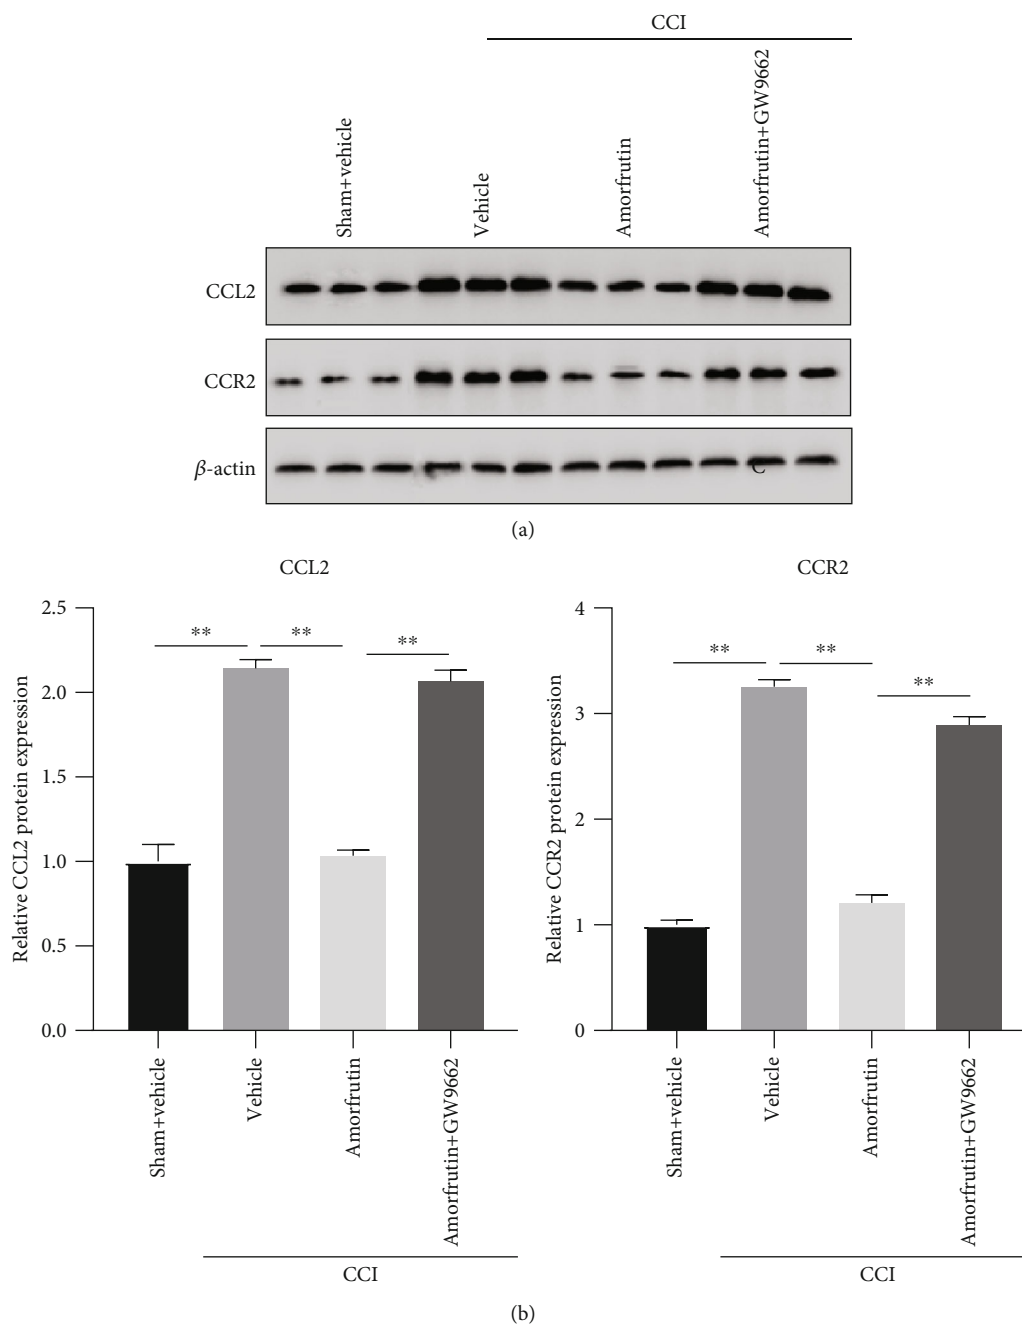 CCI
Sham+vehicle
Vehicle
Amorfrutin
Amorfrutin+GW9662
CCL2
CCR2
β-actin
C
(a)
CCL2
Relative CCL2 protein expression
2.5
2.0
1.5
1.0
0.5
0.0
**
**
**
Sham+vehicle
Vehicle
Amorfrutin
Amorfrutin+GW9662
CCI
CCR2
Relative CCR2 protein expression
4
3
2
1
0
**
**
**
Sham+vehicle
Vehicle
Amorfrutin
Amorfrutin+GW9662
CCI
(b)